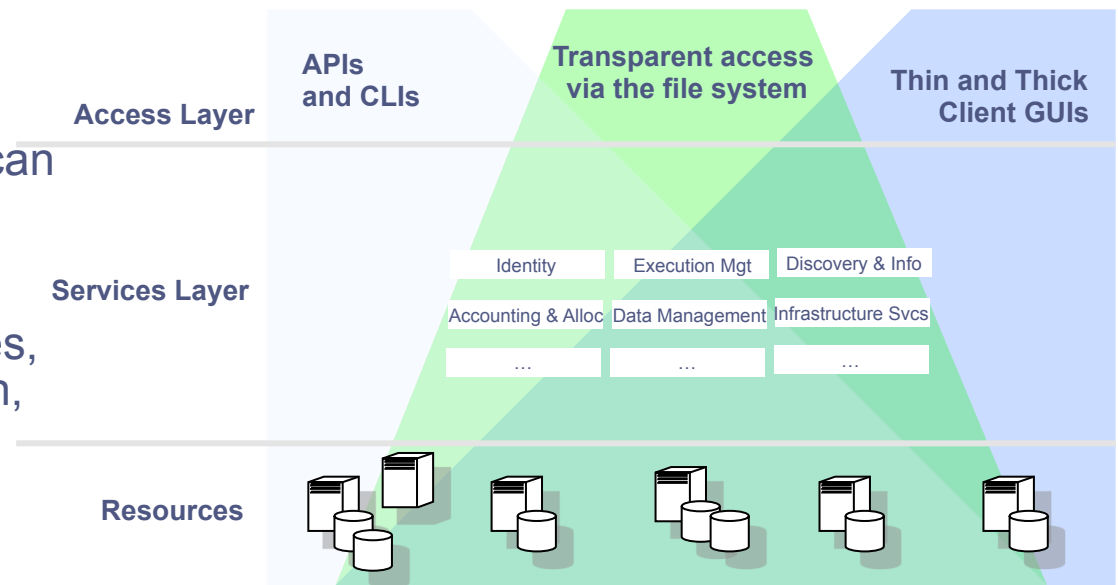 APIs
and CLIs
Transparent access
via the file system
Thin and Thick
Client GUIs
Access Layer
can
Identity
Execution Mgt
Discovery & Info
Services Layer
Accounting & Alloc
Data Management
Infrastructure Svcs
…
…
…
Resources